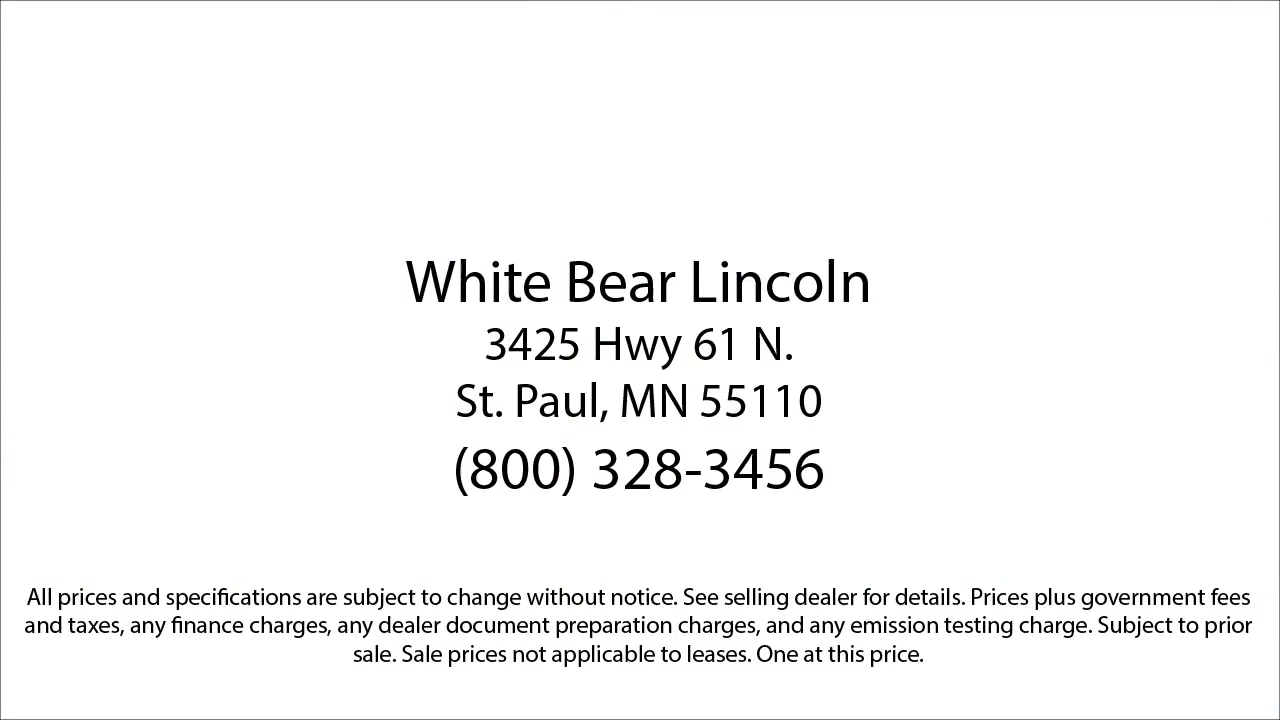 White Bear Lincoln
3425 Hwy 61 N.
St. Paul, MN 55110
(800) 328-3456
All prices and specifications are subject to change without notice. See selling dealer for details. Prices plus government fees
and taxes, any finance charges, any dealer document preparation charges, and any emission testing charge. Subject to prior
sale. Sale prices not applicable to leases. One at this price.